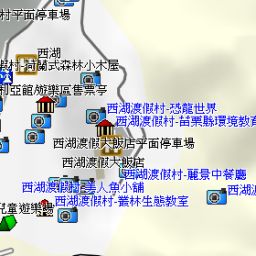 村平面停車場
西湖
村-荷蘭式森林小木屋
利亞館/遊樂區售票亭
西湖渡假村-恐龍世界
西湖渡假村-苗栗縣環境教育
西湖渡假大飯店平面停車場
西湖渡假大飯店
西湖渡假村-麗景中餐廳
西湖渡假村-美人魚小舖
西湖渡假村-叢林生態教室
兒童遊樂場